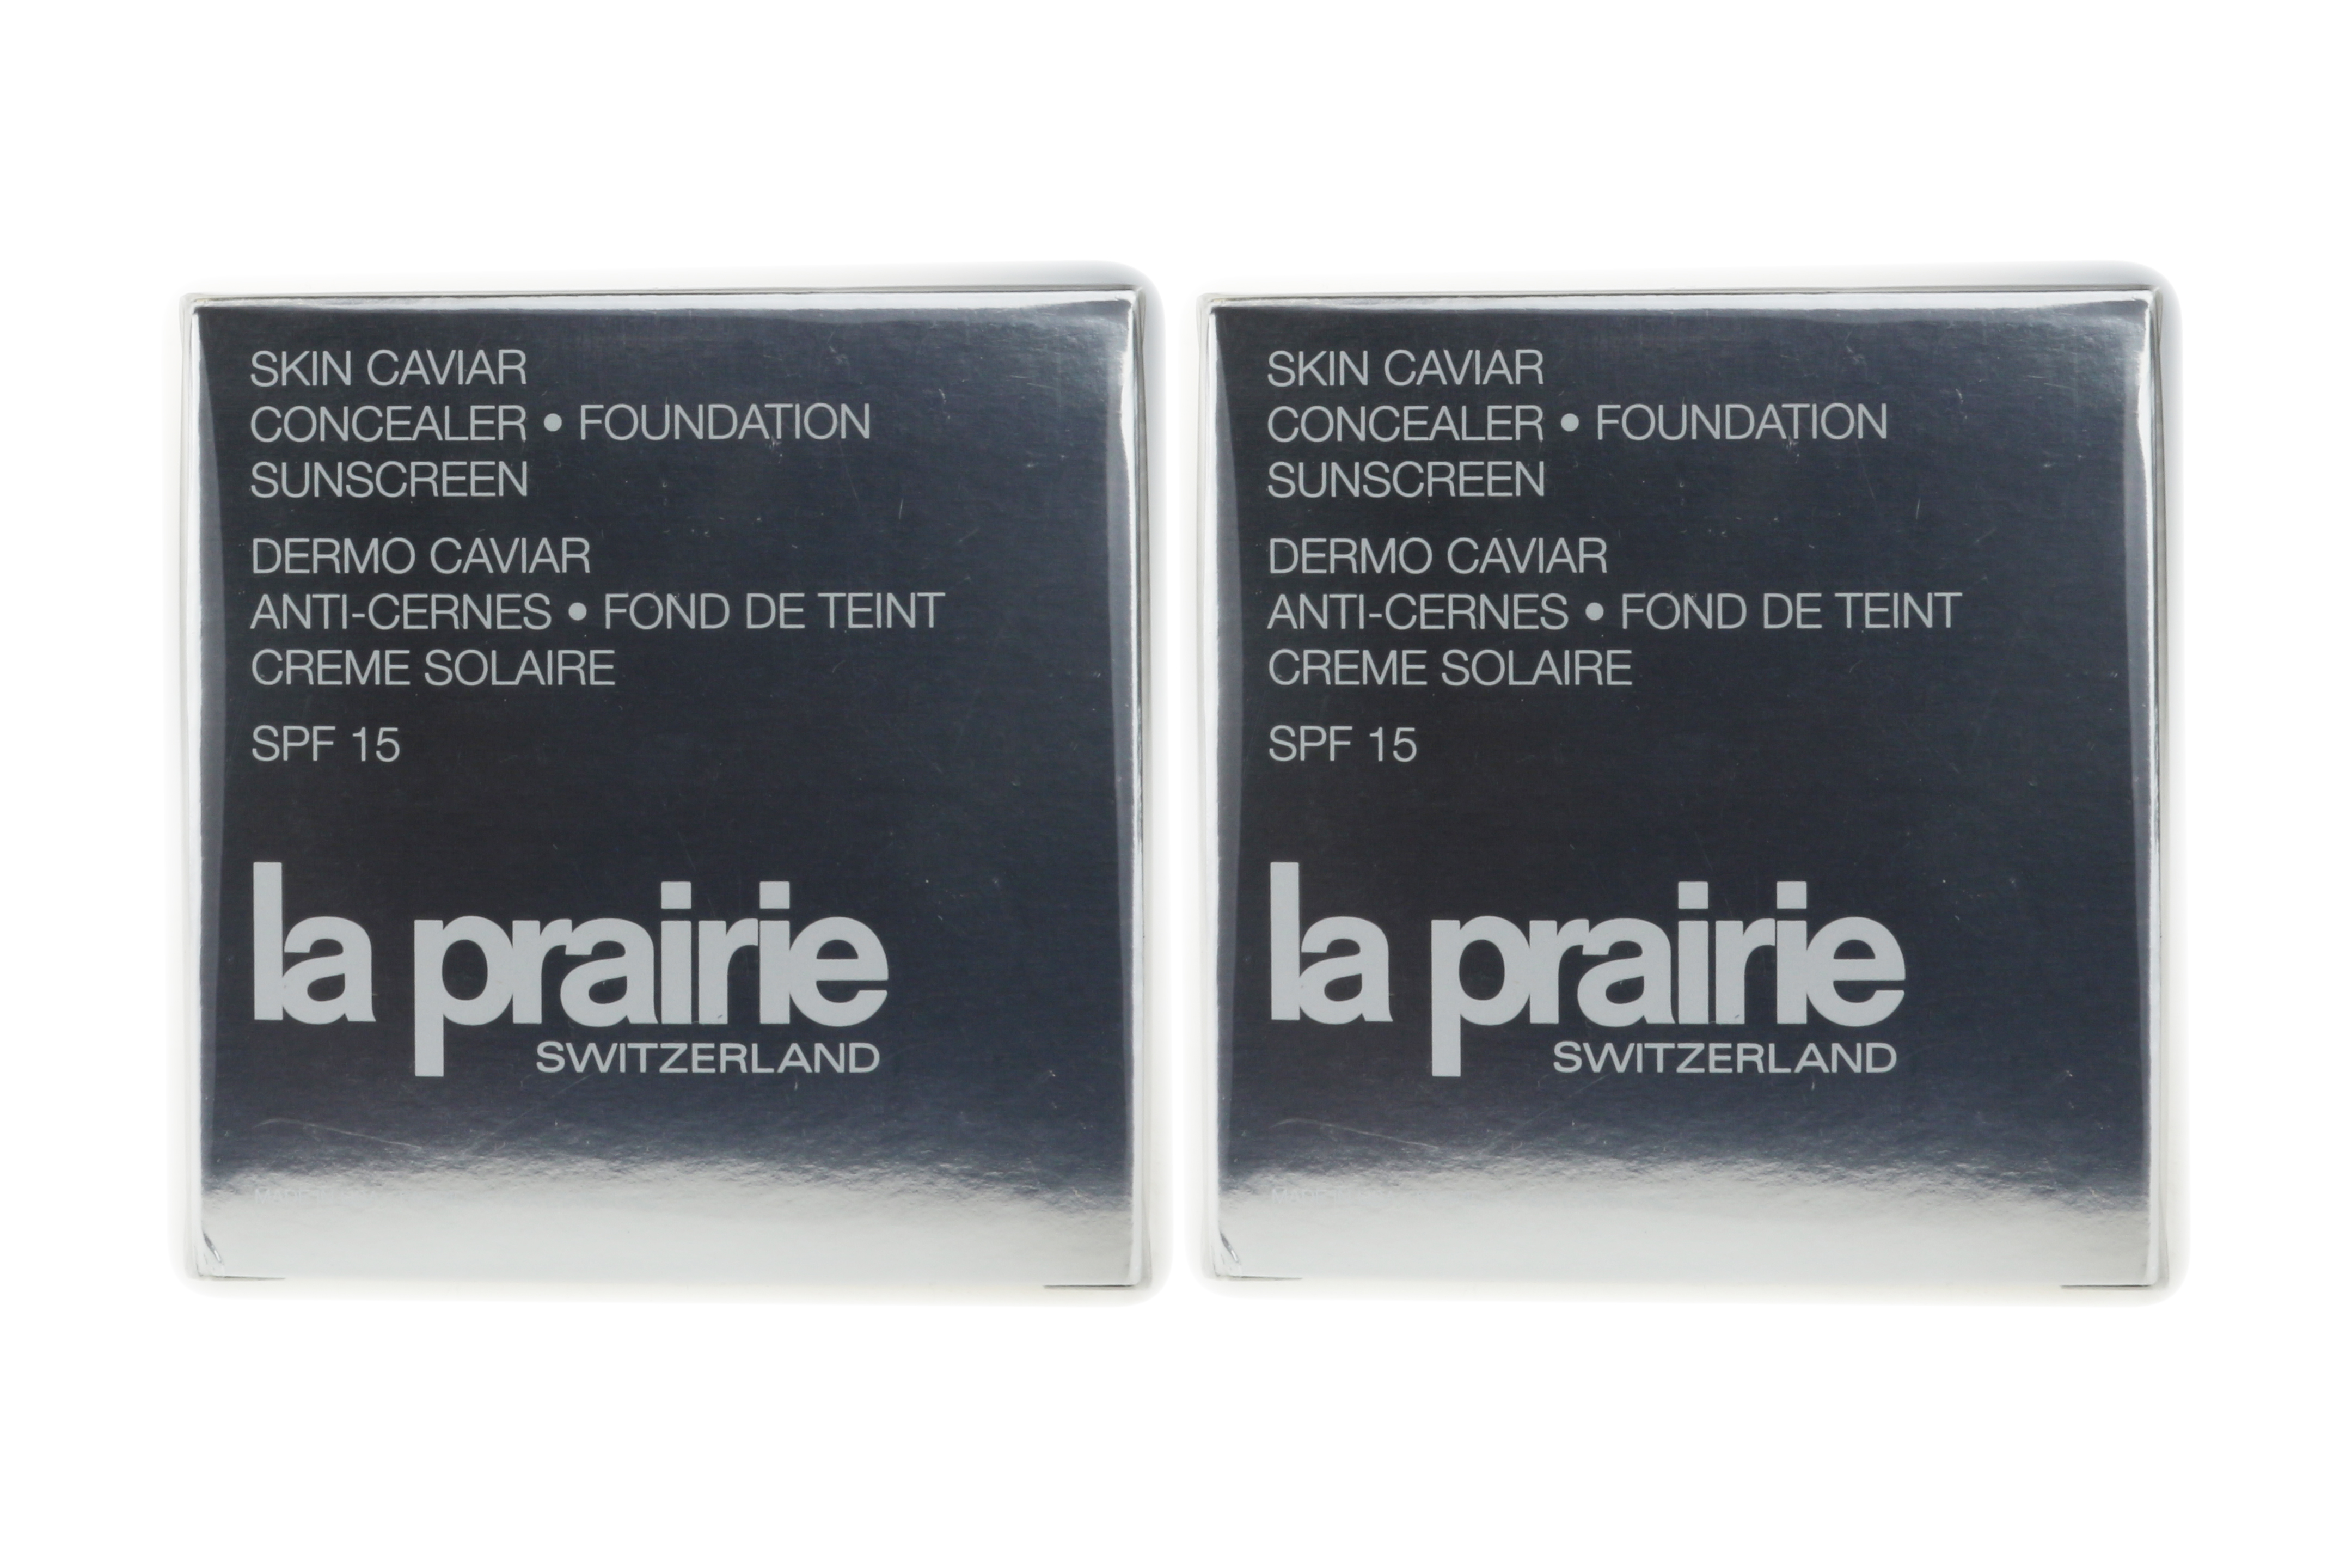 SKIN CAVIAR
CONCEALER • FOUNDATION
SUNSCREEN
DERMO CAVIAR
ANTI-CERNES • FOND DE TEINT
CREME SOLAIRE
SPF 15
la prairie
SWITZERLAND
SKIN CAVIAR
CONCEALER • FOUNDATION
SUNSCREEN
DERMO CAVIAR
ANTI-CERNES • FOND DE TEINT
CREME SOLAIRE
SPF 15
la prairie
SWITZERLAND